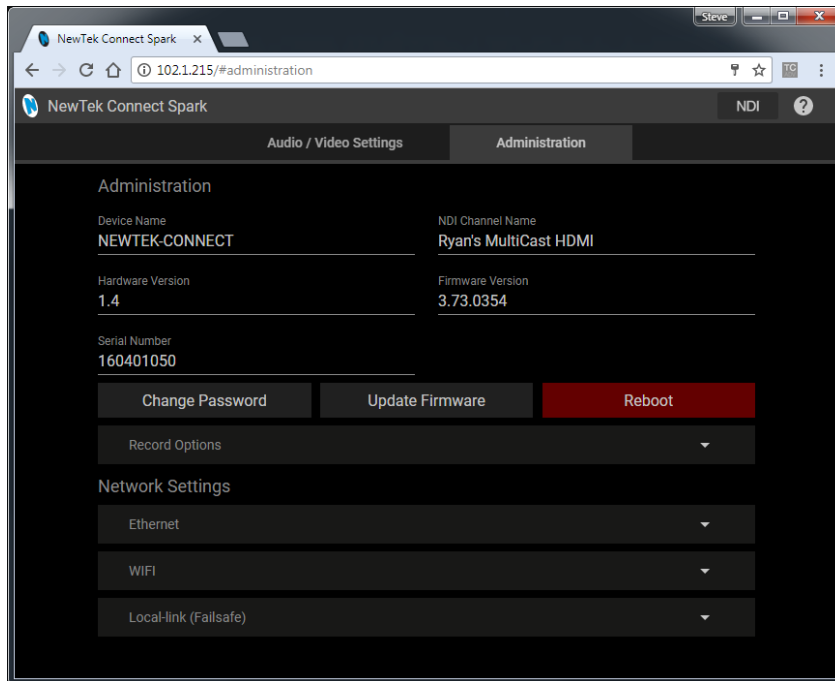 Steve
NewTek Connect Spark
102.1.215/#administration
TC
NewTek Connect Spark NDI ?
Audio / Video Settings Administration
Administration
Device Name NDI Channel Name
NEWTEK-CONNECT Ryan's MultiCast HDMI
Hardware Version Firmware Version
1.4 3.73.0354
Serial Number
160401050
Change Password Update Firmware Reboot
Record Options
Network Settings
Ethernet
WIFI
Local-link (Failsafe)